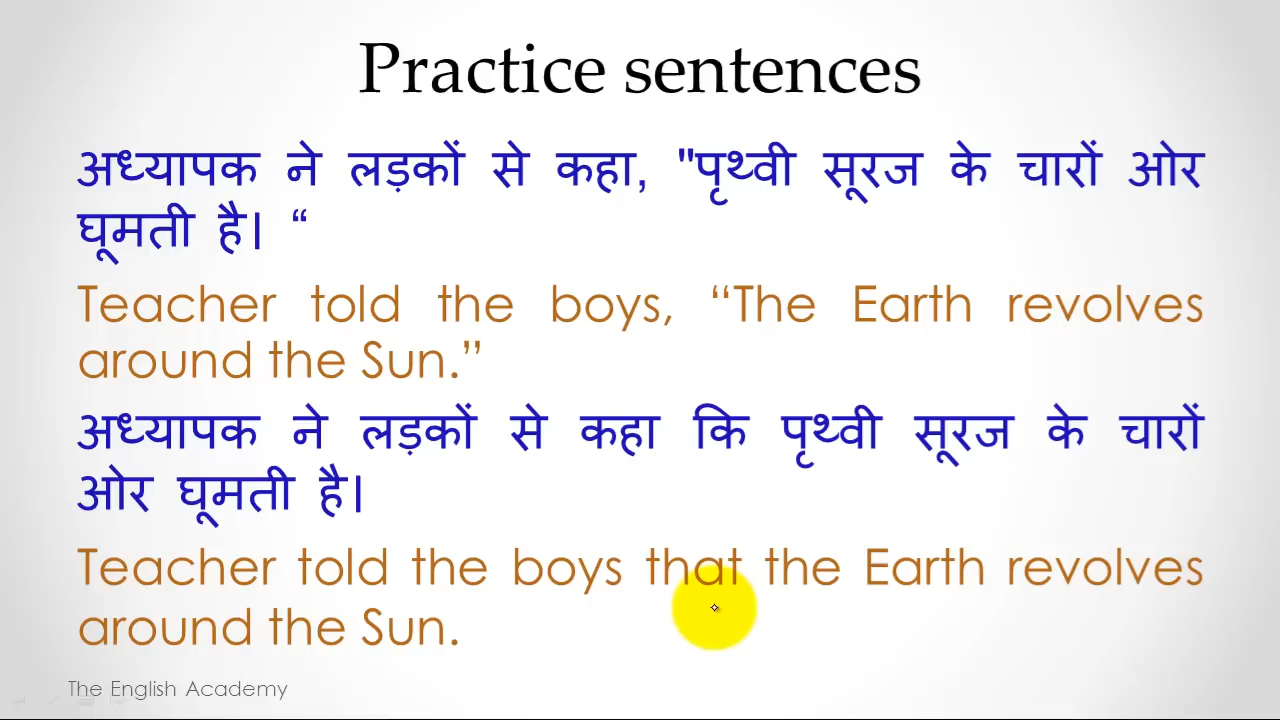 Practice sentences
अध्यापक ने लड़कों से कहा, "पृथ्वी सूरज के चारों ओर
घूमती है। “
Teacher told the boys, “The Earth revolves
around the Sun.”
अध्यापक ने लड़कों से कहा कि पृथ्वी सूरज के चारों
ओर घूमती है।
Teacher told the boys that the Earth revolves
around the Sun.
The English Academy